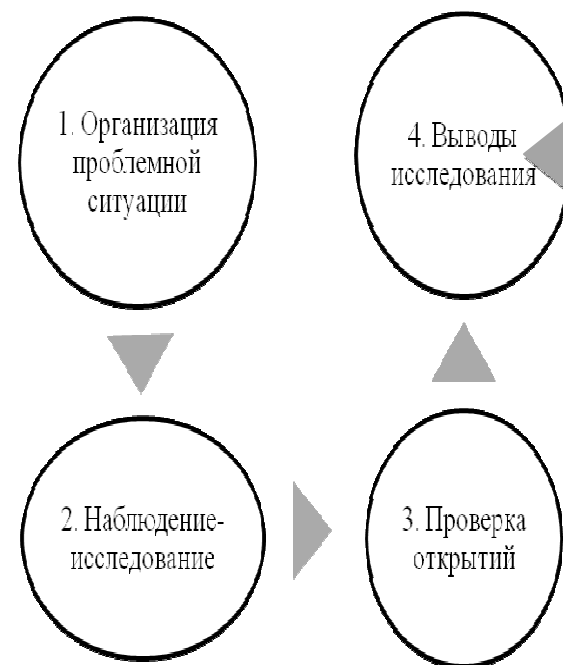 1. Организация
проблемной
ситуации
2. Наблюдение-
исследование
3. Проверка
открытий
4. Выводы
исследования